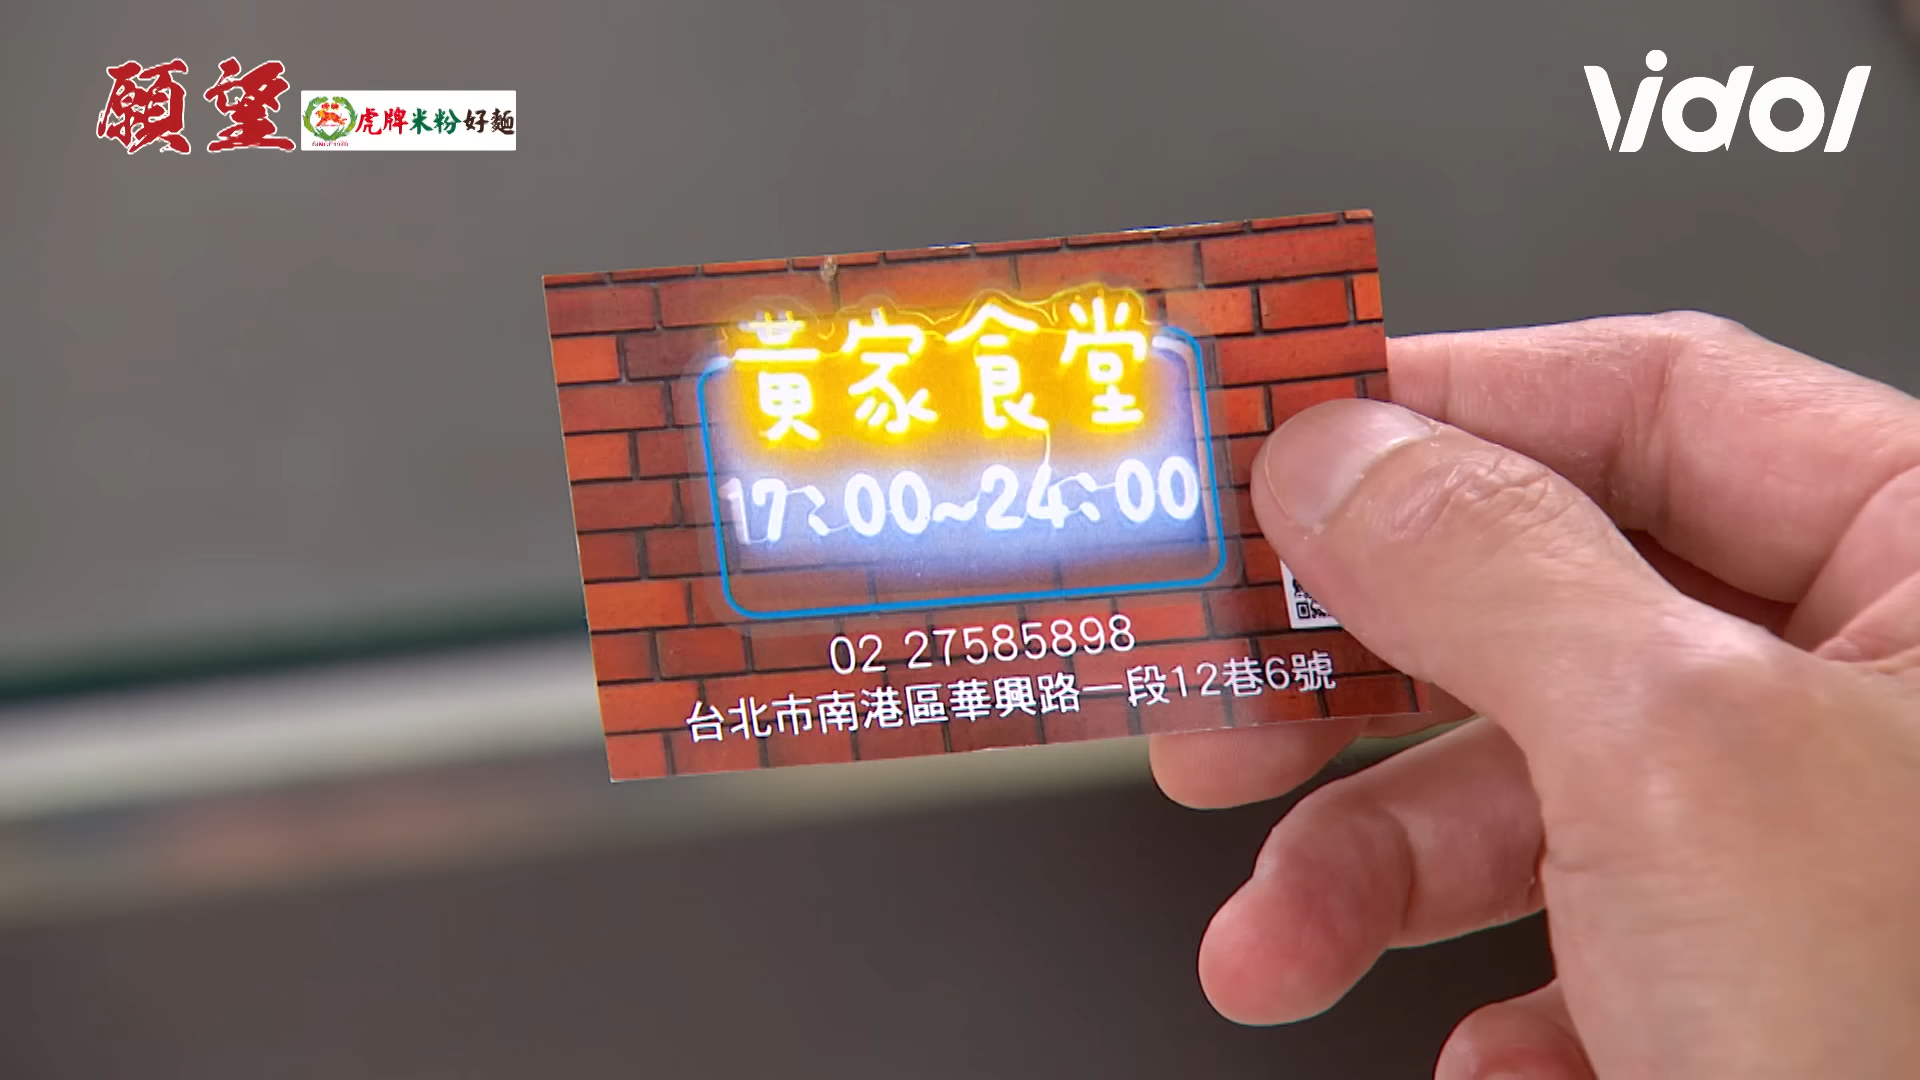 願望
虎牌米粉好麵
Vidol
黃家食堂
17:00~24:00
02 27585898
台北市南港區華興路一段12巷6號